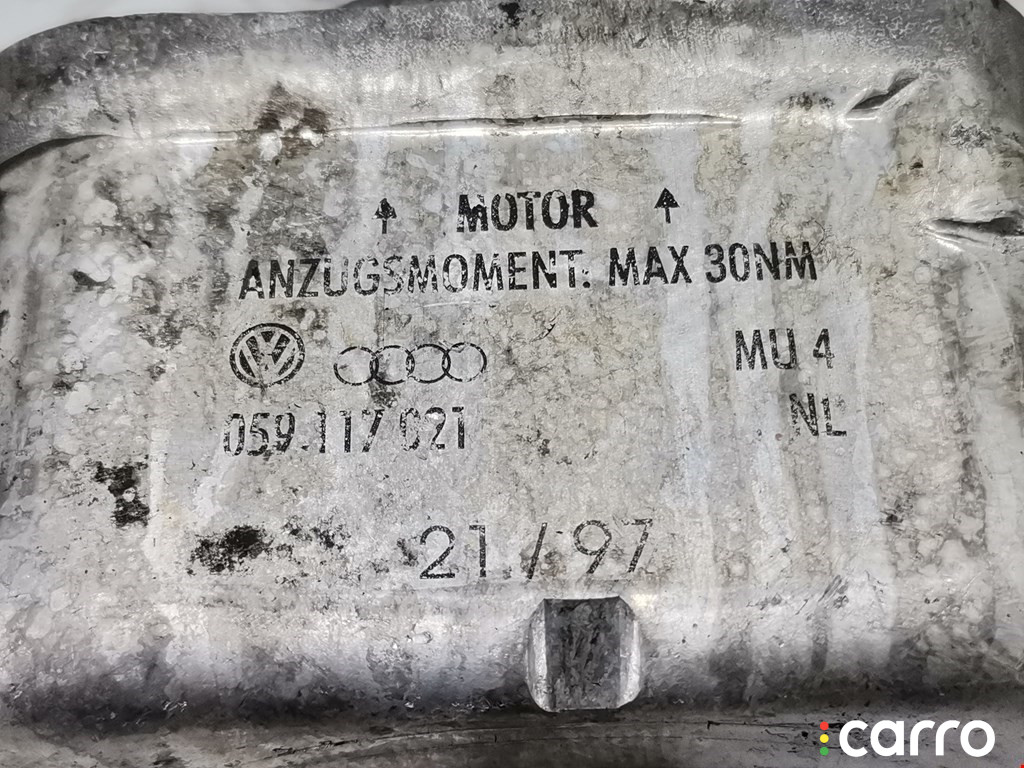 MOTOR
ANZUGSMOMENT: MAX 30NM
MU 4
059 117 021
NL
21 / 97
carro